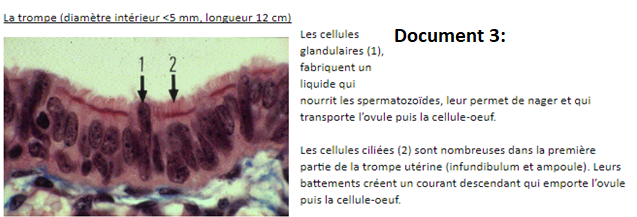 La trompe (diamètre intérieur <5 mm, longueur 12 cm)
1 2
Les cellules
glandulaires (1),
fabriquent un
liquide qui
Document 3:
nourrit les spermatozoïdes, leur permet de nager et qui
transporte l’ovule puis la cellule-oeuf.
Les cellules ciliées (2) sont nombreuses dans la première
partie de la trompe utérine (infundibulum et ampoule). Leurs
battements créent un courant descendant qui emporte l’ovule
puis la cellule-oeuf.